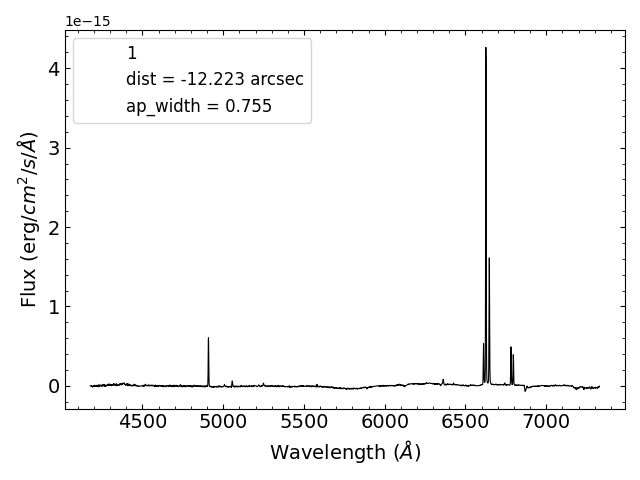 1e−15
1
dist = -12.223 arcsec
ap_width = 0.755
4
3
2
1
0
Flux (erg/cm²/s/Å)
4500 5000 5500 6000 6500 7000
Wavelength (Å)